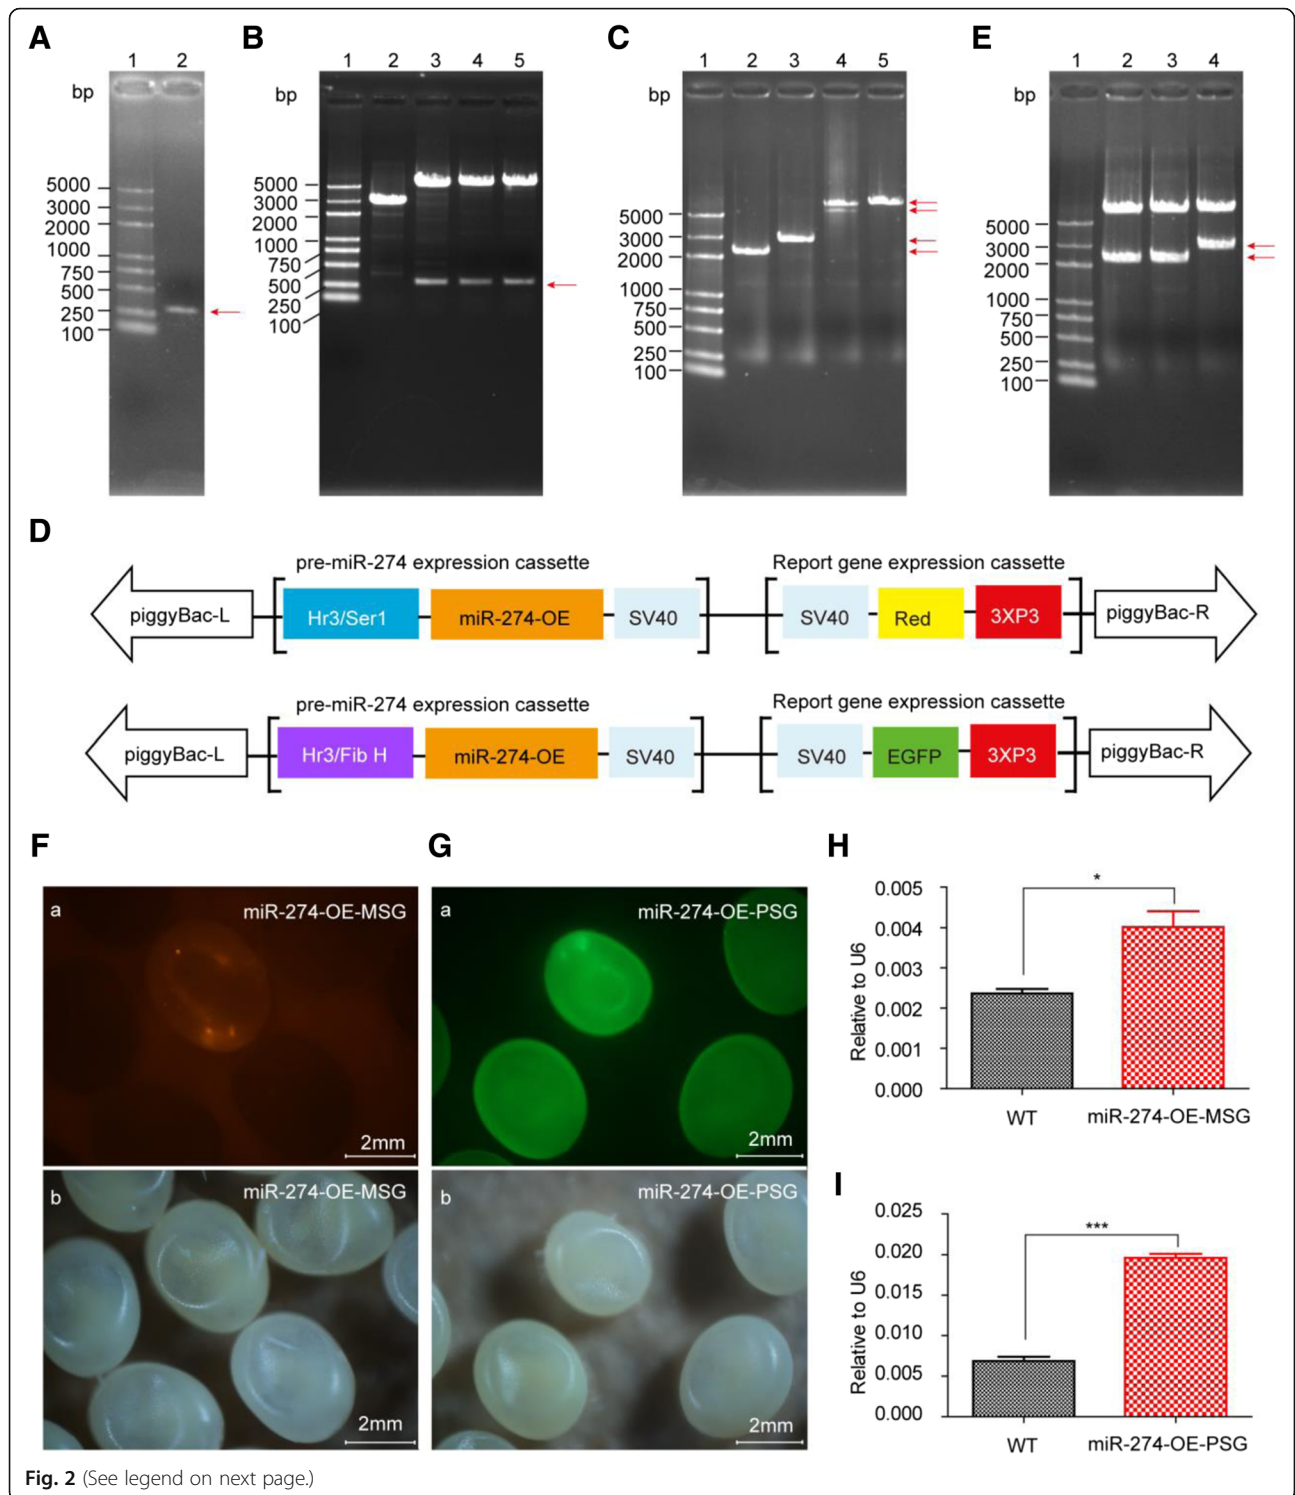 A
1 2
bp
5000
3000
2000
1000
750
500
250
100
B
1 2 3 4 5
bp
5000
3000
2000
1000
750
500
250
100
C
1 2 3 4 5
bp
5000
3000
2000
1000
750
500
250
100
E
1 2 3 4
bp
5000
3000
2000
1000
750
500
250
100
D
pre-miR-274 expression cassette Report gene expression cassette
piggyBac-L Hr3/Ser1 miR-274-OE SV40 SV40 Red 3XP3 piggyBac-R
pre-miR-274 expression cassette Report gene expression cassette
piggyBac-L Hr3/Fib H miR-274-OE SV40 SV40 EGFP 3XP3 piggyBac-R
F
a miR-274-OE-MSG
2mm
b miR-274-OE-MSG
2mm
G
a miR-274-OE-PSG
2mm
b miR-274-OE-PSG
2mm
H
Relative to U6
0.005
0.004
0.003
0.002
0.001
0.000
*
WT miR-274-OE-MSG
I
Relative to U6
0.025
0.020
0.015
0.010
0.005
0.000
***
WT miR-274-OE-PSG
Fig. 2 (See legend on next page.)